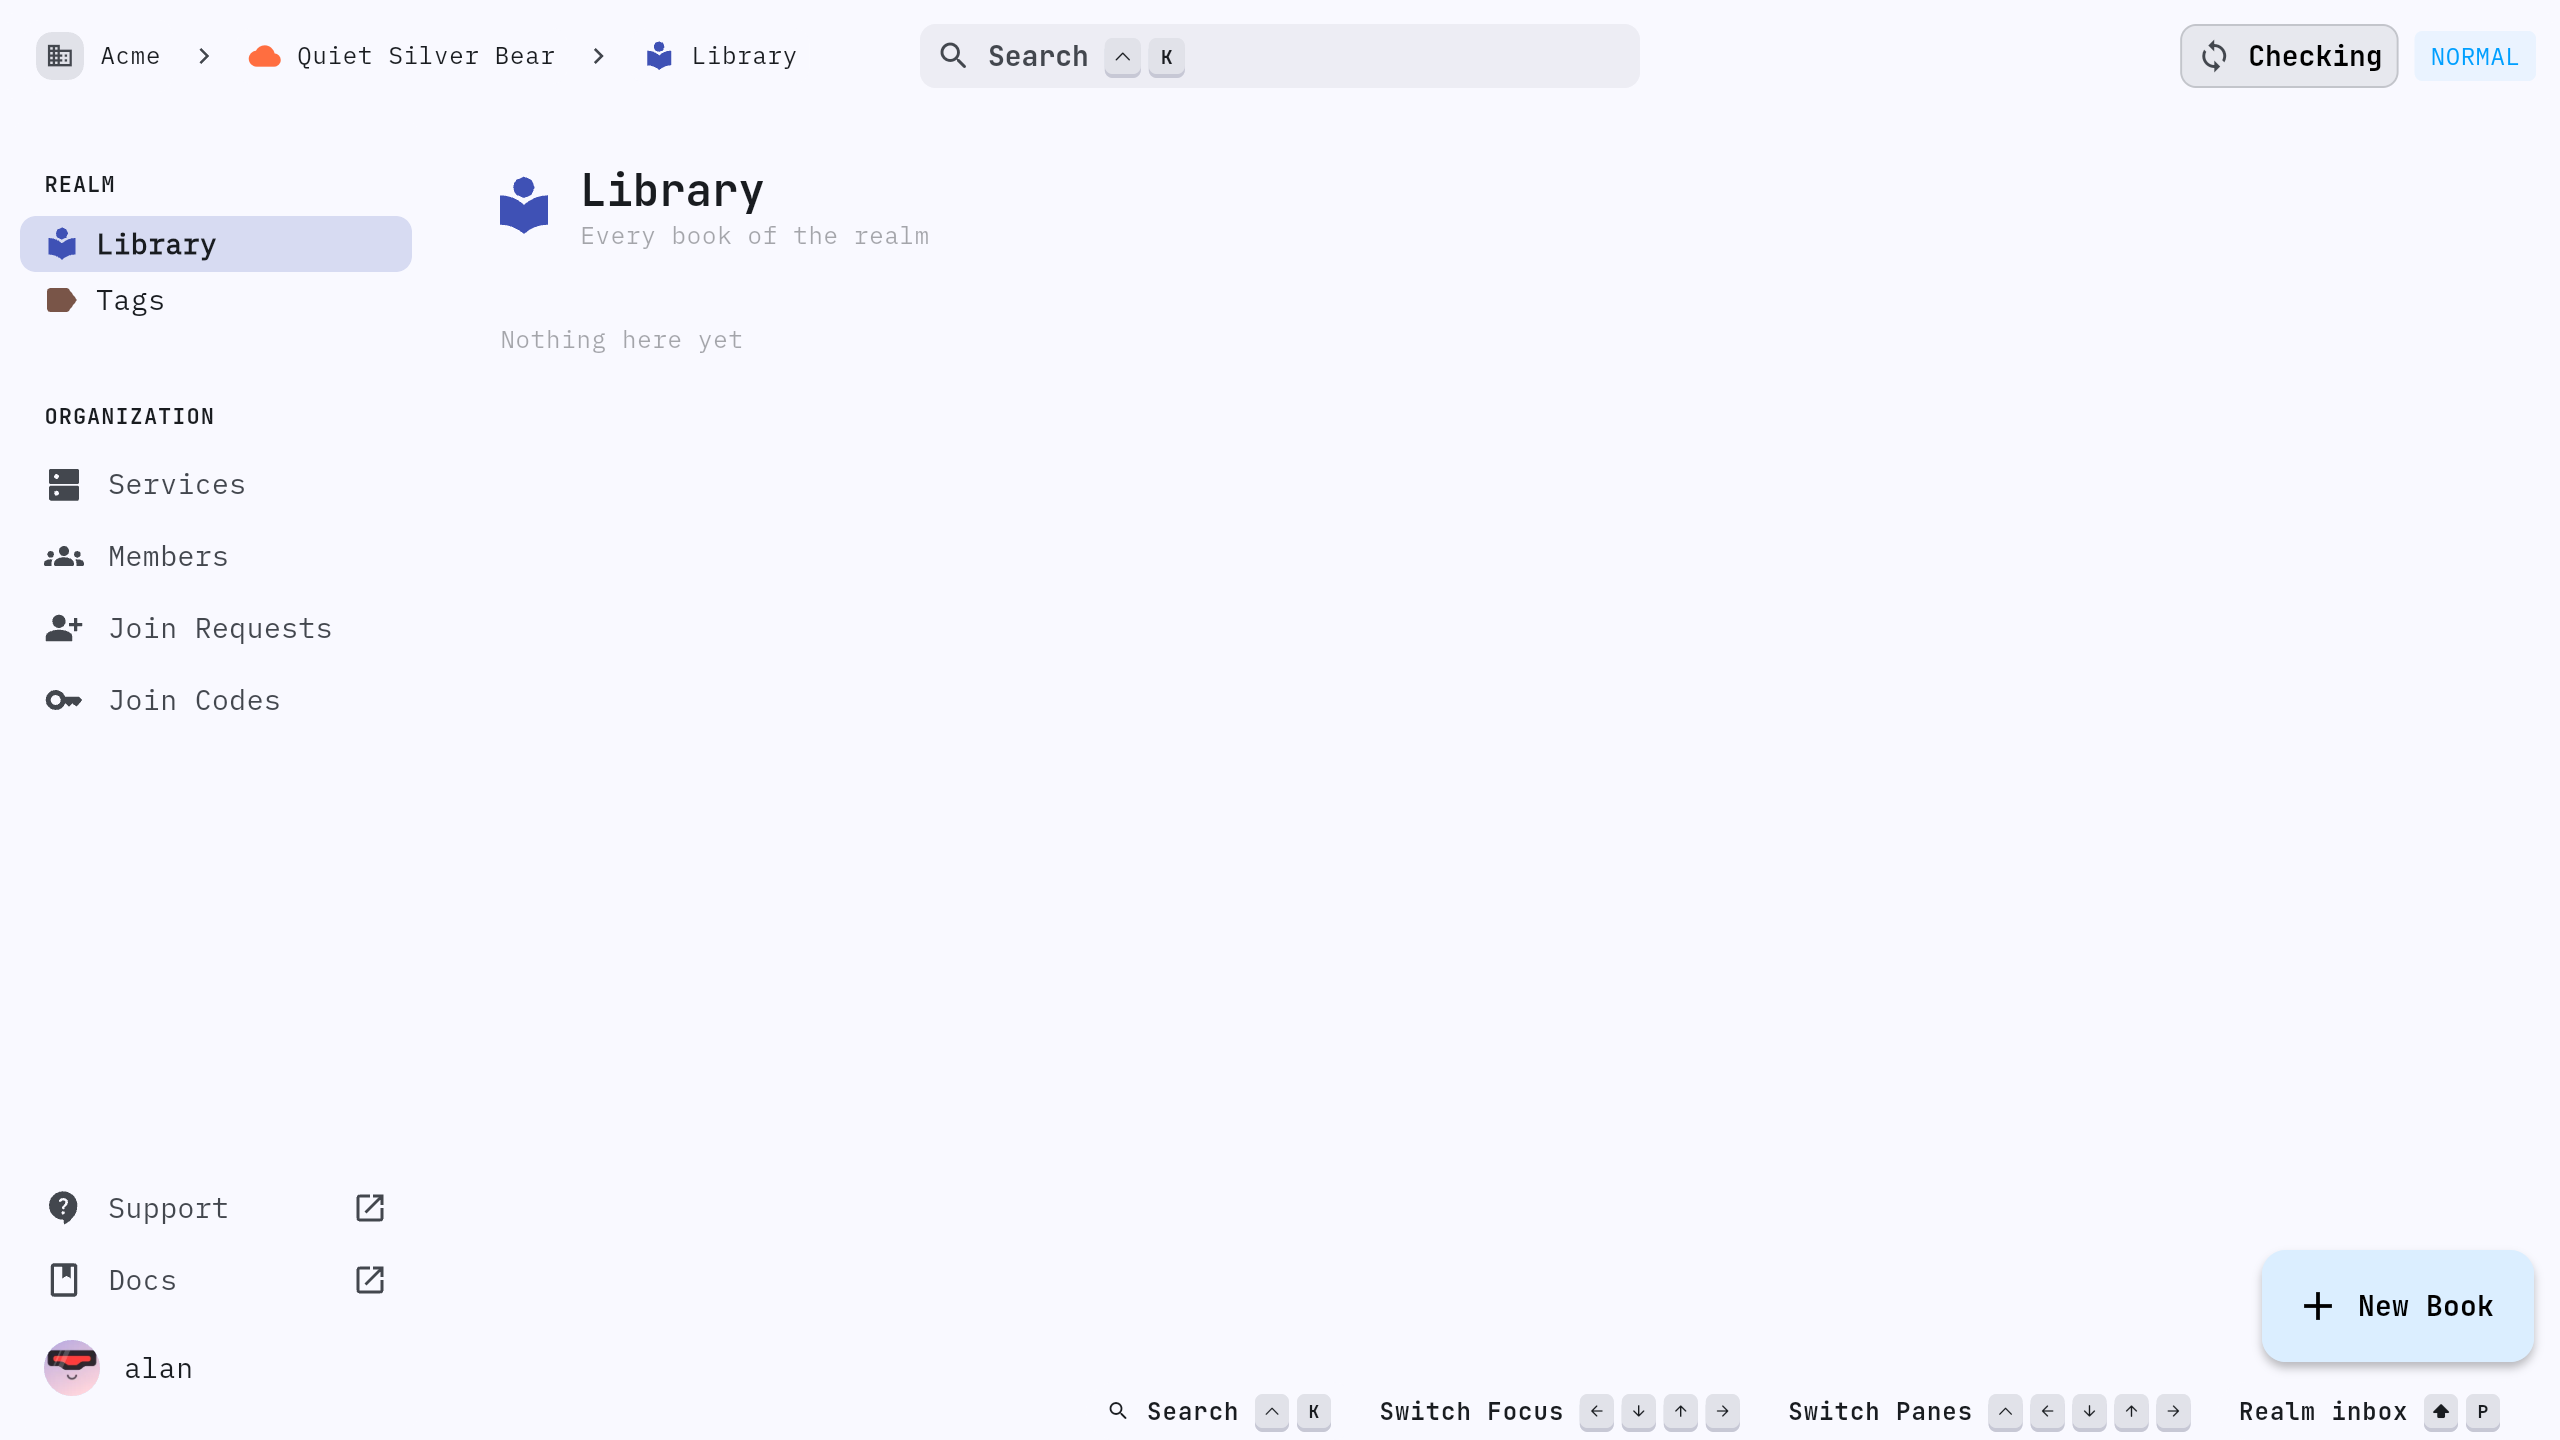 Acme
Quiet Silver Bear
Library
Search ^ K
Checking
NORMAL
REALM
Library
Tags
ORGANIZATION
Services
Members
Join Requests
Join Codes
Support
Docs
alan
Library
Every book of the realm
Nothing here yet
New Book
Search ^ K
Switch Focus ← ↓ ↑ →
Switch Panes ^ ← ↓ ↑ →
Realm inbox ⬆ P